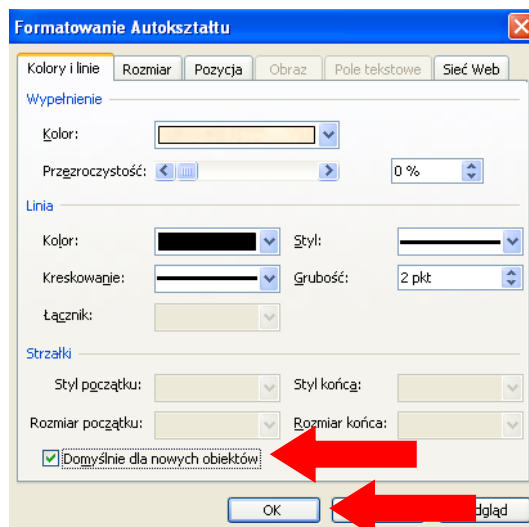 Formatowanie Autokształtu
Kolory i linie Rozmiar Pozycja Obraz Pole tekstowe Sieć Web
Wypełnienie
Kolor:
Przezroczystość: 0 %
Linia
Kolor: Styl:
Kreskowanie: Grubość: 2 pkt
Łącznik:
Strzałki
Styl początku: Styl końca:
Rozmiar początku: Rozmiar końca:
Domyślnie dla nowych obiektów
OK